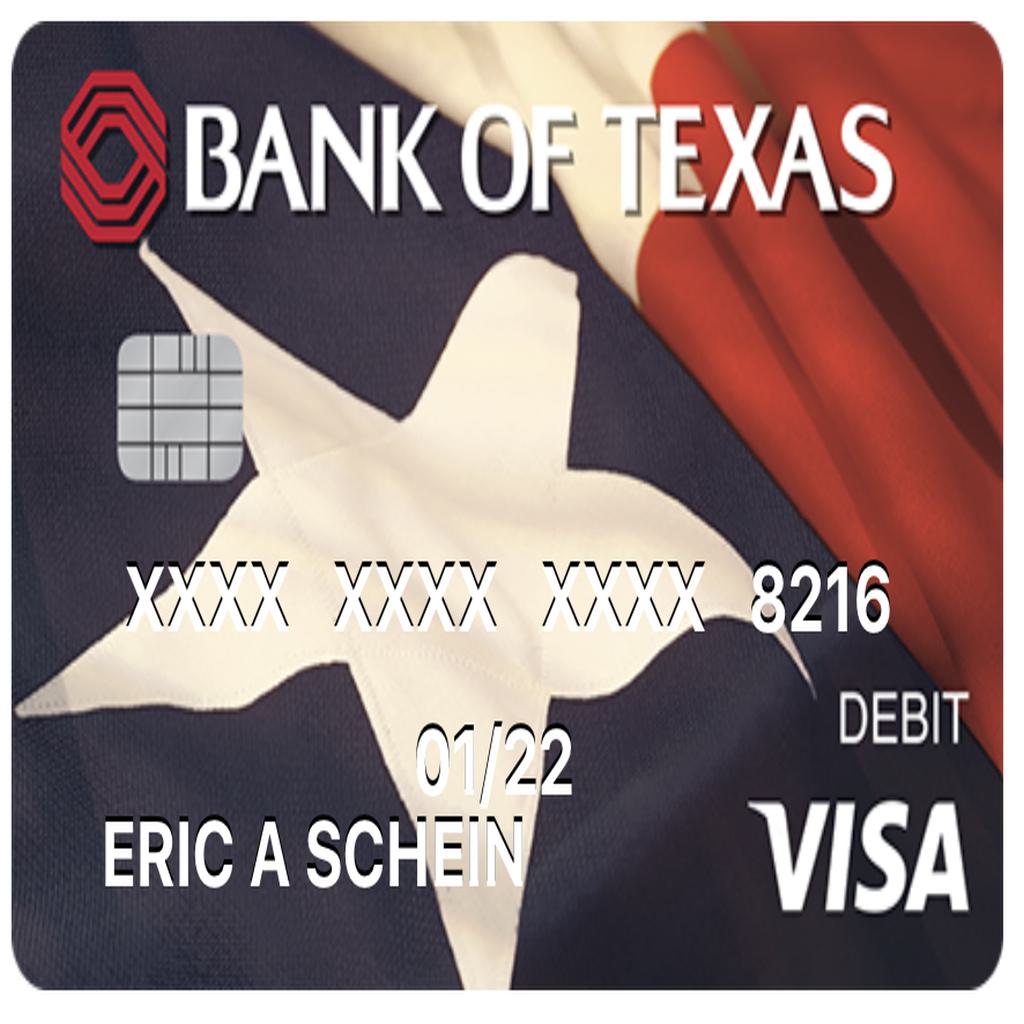 BANK OF TEXAS
XXXX XXXX XXXX 8216
DEBIT
01/22
ERIC A SCHEIN
VISA